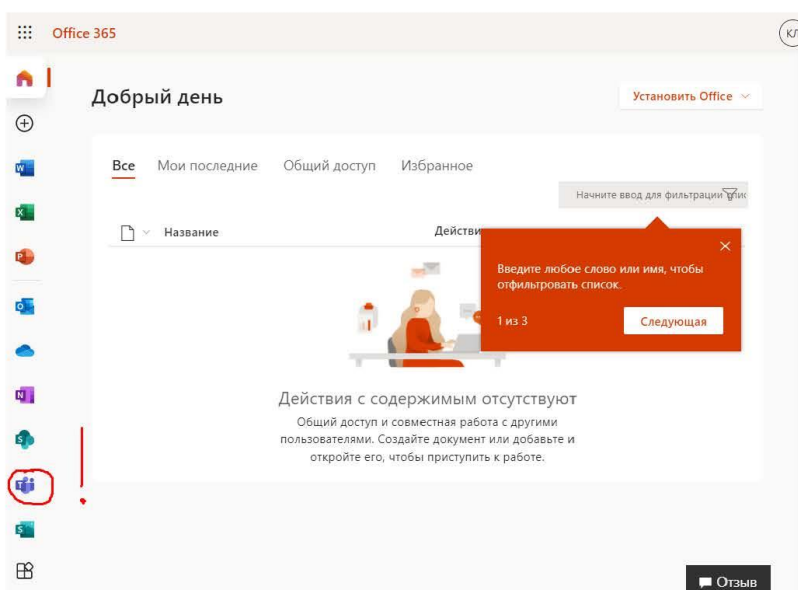 Office 365
КЛ
Добрый день
Установить Office
Все Мои последние Общий доступ Избранное
Начните ввод для фильтрации
Название
Действи
Введите любое слово или имя, чтобы
отфильтровать список.
1 из 3
Следующая
Действия с содержимым отсутствуют
Общий доступ и совместная работа с другими
пользователями. Создайте документ или добавьте и
откройте его, чтобы приступить к работе.
Отзыв